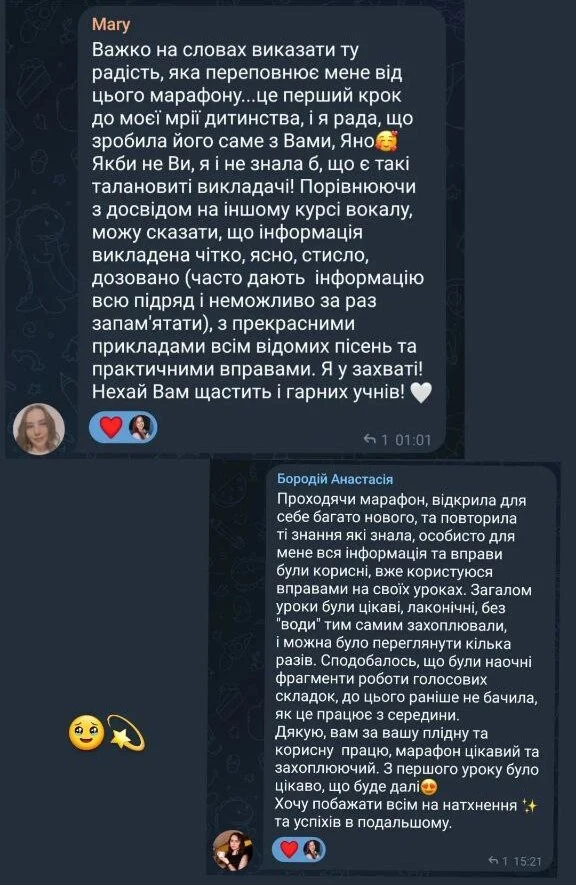 Mary
Важко на словах виказати ту
радість, яка переповнює мене від
цього марафону...це перший крок
до моєї мрії дитинства, і я рада, що
зробила його саме з Вами, Яно🥰
Якби не Ви, я і не знала б, що є такі
талановиті викладачі! Порівнюючи
з досвідом на іншому курсі вокалу,
можу сказати, що інформація
викладена чітко, ясно, стисло,
дозовано (часто дають  інформацію
всю підряд і неможливо за раз
запам'ятати), з прекрасними
прикладами всім відомих пісень та
практичними вправами. Я у захваті!
Нехай Вам щастить і гарних учнів! 🤍
1 01:01
Бородій Анастасія
Проходячи марафон, відкрила для
себе багато нового, та повторила
ті знання які знала, особисто для
мене вся інформація та вправи
були корисні, вже користуюся
вправами на своїх уроках. Загалом
уроки були цікаві, лаконічні, без
"води" тим самим захоплювали,
і можна було переглянути кілька
разів. Сподобалось, що були наочні
фрагменти роботи голосових
складок, до цього раніше не бачила,
як це працює з середини.
Дякую, вам за вашу плідну та
корисну  працю, марафон цікавий та
захоплюючий. З першого уроку було
цікаво, що буде далі😍
Хочу побажати всім на натхнення ✨
та успіхів в подальшому.
1 15:21